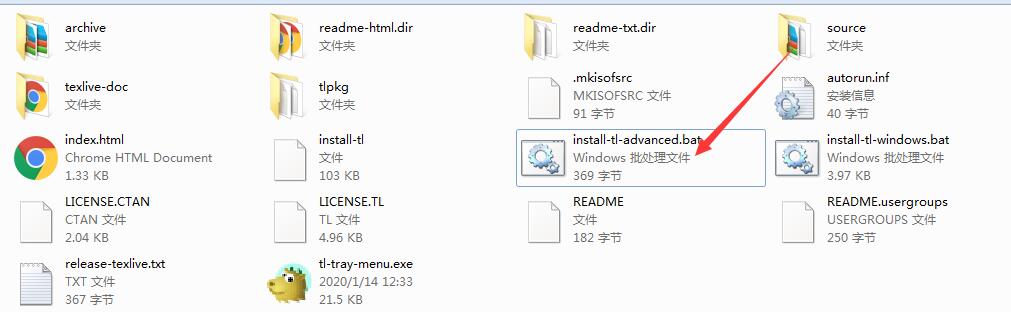 archive
文件夹
readme-html.dir
文件夹
readme-txt.dir
文件夹
source
文件夹
texlive-doc
文件夹
tlpkg
文件夹
.mkisofsrc
MKISOFSRC 文件
91 字节
autorun.inf
安装信息
40 字节
index.html
Chrome HTML Document
1.33 KB
install-tl
文件
103 KB
install-tl-advanced.bat
Windows 批处理文件
369 字节
install-tl-windows.bat
Windows 批处理文件
3.97 KB
LICENSE.CTAN
CTAN 文件
2.04 KB
LICENSE.TL
TL 文件
4.96 KB
README
文件
182 字节
README.usergroups
USERGROUPS 文件
250 字节
release-texlive.txt
TXT 文件
367 字节
tl-tray-menu.exe
2020/1/14 12:33
21.5 KB